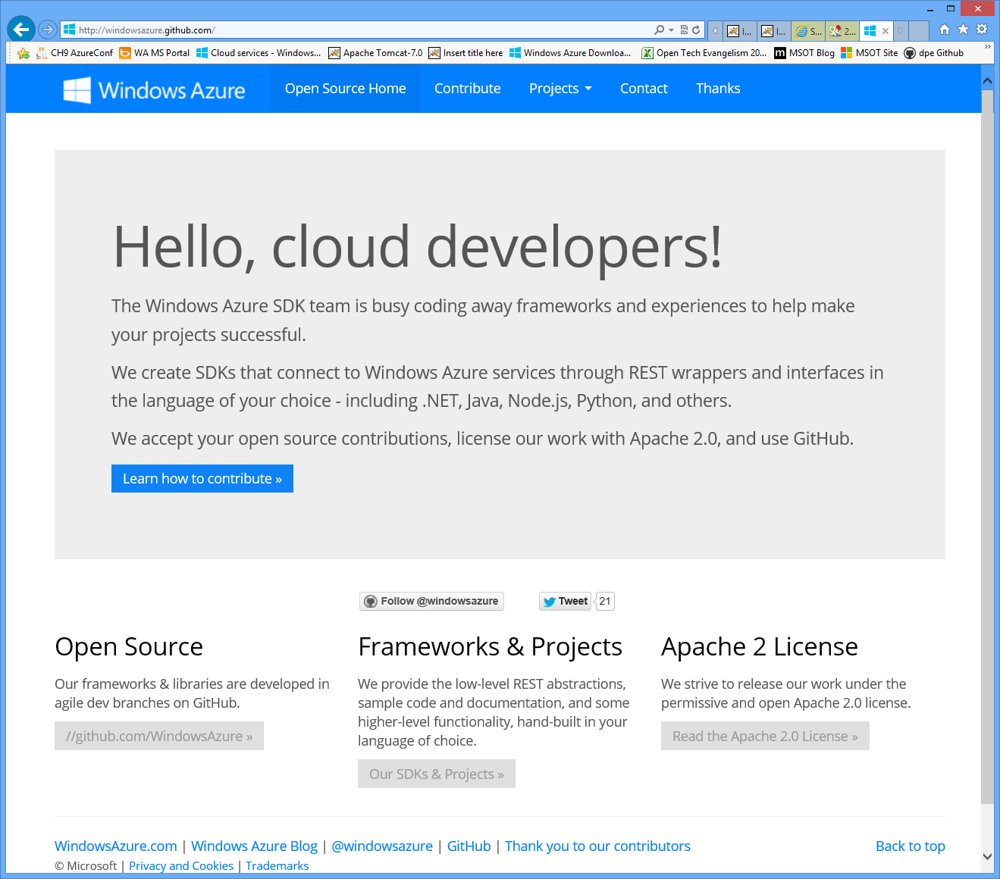 http://windowsazure.github.com/
I...
I...
S...
2...
CH9 AzureConf
WA MS Portal
Cloud services - Windows...
Apache Tomcat-7.0
Insert title here
Windows Azure Downloa...
Open Tech Evangelism 20...
MSOT Blog
MSOT Site
dpe Github
Windows Azure
Open Source Home
Contribute
Projects
Contact
Thanks
Hello, cloud developers!
The Windows Azure SDK team is busy coding away frameworks and experiences to help make
your projects successful.
We create SDKs that connect to Windows Azure services through REST wrappers and interfaces in
the language of your choice - including .NET, Java, Node.js, Python, and others.
We accept your open source contributions, license our work with Apache 2.0, and use GitHub.
Learn how to contribute »
Follow @windowsazure
Tweet
21
Open Source
Our frameworks & libraries are developed in
agile dev branches on GitHub.
//github.com/WindowsAzure »
Frameworks & Projects
We provide the low-level REST abstractions,
sample code and documentation, and some
higher-level functionality, hand-built in your
language of choice.
Our SDKs & Projects »
Apache 2 License
We strive to release our work under the
permissive and open Apache 2.0 license.
Read the Apache 2.0 License »
WindowsAzure.com | Windows Azure Blog | @windowsazure | GitHub | Thank you to our contributors
Back to top
© Microsoft | Privacy and Cookies | Trademarks